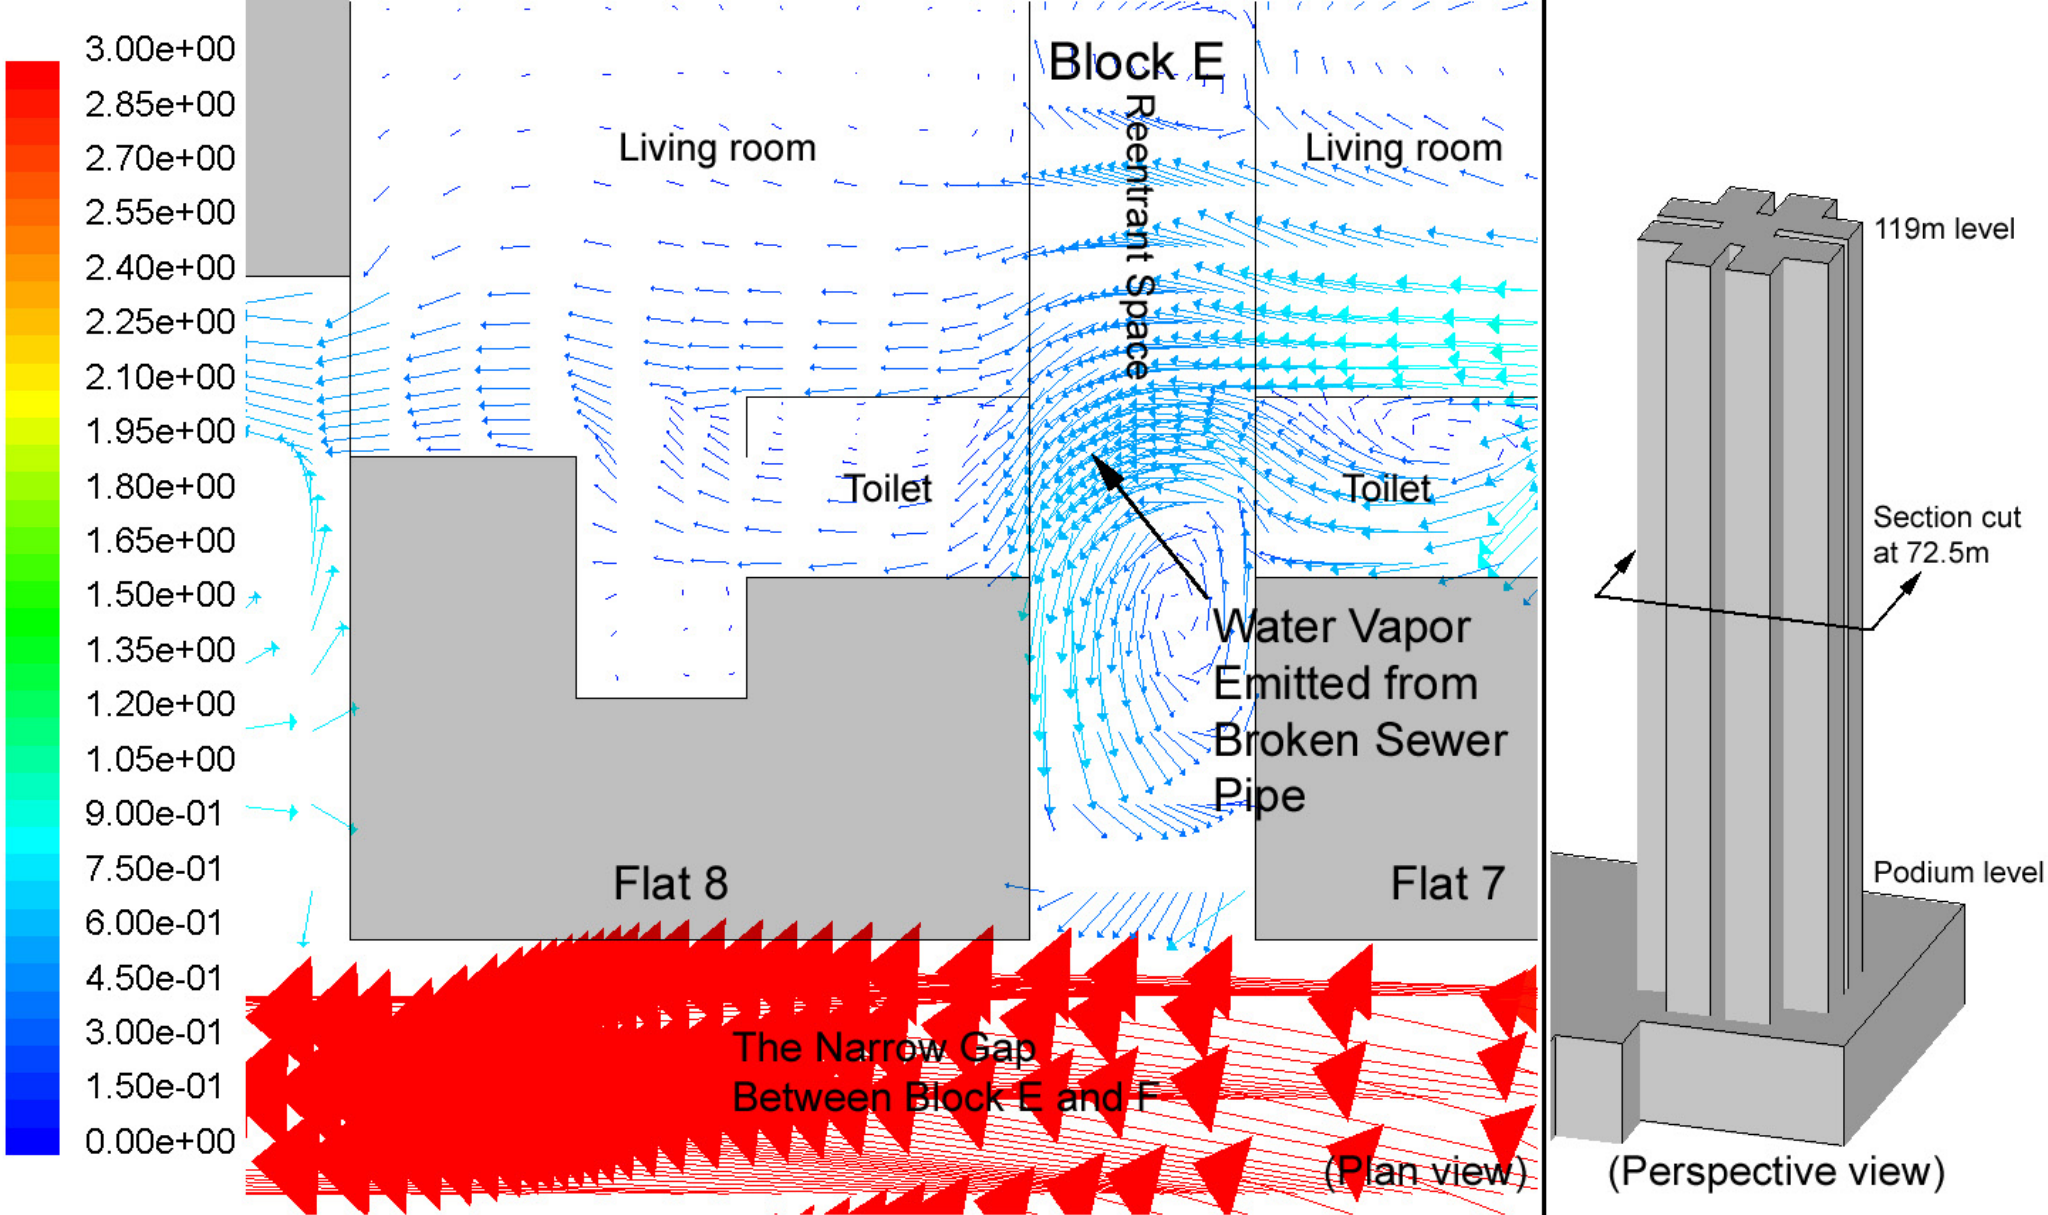 3.00e+00
2.85e+00
2.70e+00
2.55e+00
2.40e+00
2.25e+00
2.10e+00
1.95e+00
1.80e+00
1.65e+00
1.50e+00
1.35e+00
1.20e+00
1.05e+00
9.00e-01
7.50e-01
6.00e-01
4.50e-01
3.00e-01
1.50e-01
0.00e+00
Block E
Reentrant Space
Living room
Living room
Toilet
Toilet
Water Vapor
Emitted from
Broken Sewer
Pipe
Flat 8
Flat 7
The Narrow Gap
Between Block E and F
(Plan view)
119m level
Section cut
at 72.5m
Podium level
(Perspective view)